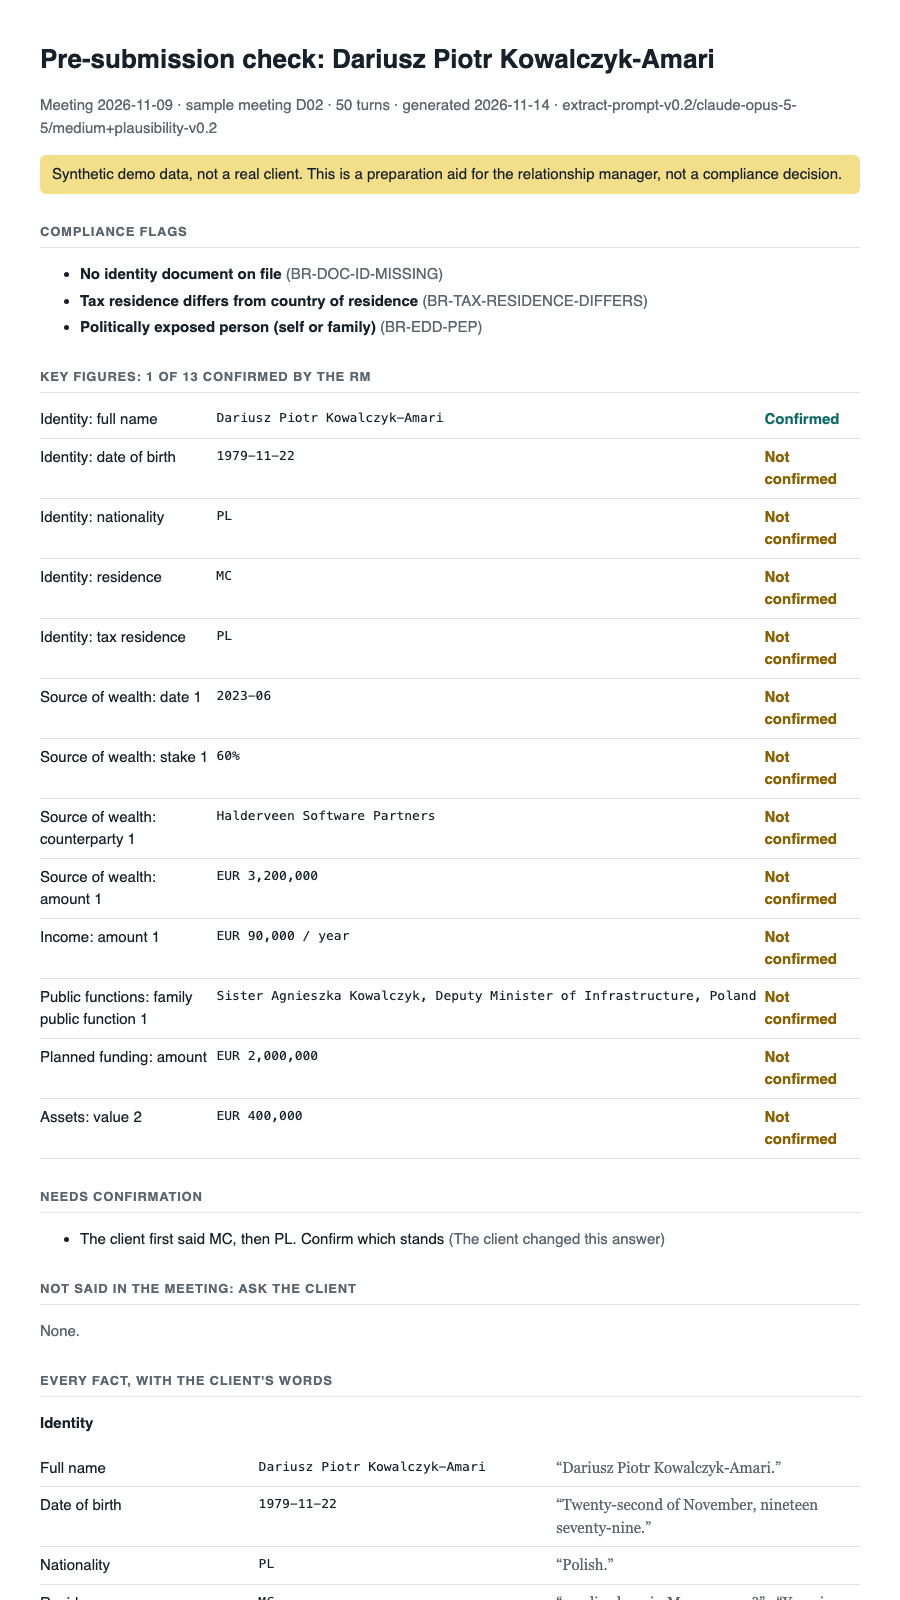 Pre-submission check: Dariusz Piotr Kowalczyk-Amari
Meeting 2026-11-09 · sample meeting D02 · 50 turns · generated 2026-11-14 · extract-prompt-v0.2/claude-opus-5-
5/medium+plausibility-v0.2
Synthetic demo data, not a real client. This is a preparation aid for the relationship manager, not a compliance decision.
COMPLIANCE FLAGS
• No identity document on file (BR-DOC-ID-MISSING)
• Tax residence differs from country of residence (BR-TAX-RESIDENCE-DIFFERS)
• Politically exposed person (self or family) (BR-EDD-PEP)
KEY FIGURES: 1 OF 13 CONFIRMED BY THE RM
Identity: full name Dariusz Piotr Kowalczyk-Amari Confirmed
Identity: date of birth 1979-11-22 Not
confirmed
Identity: nationality PL Not
confirmed
Identity: residence MC Not
confirmed
Identity: tax residence PL Not
confirmed
Source of wealth: date 1 2023-06 Not
confirmed
Source of wealth: stake 1 60% Not
confirmed
Source of wealth: Halderveen Software Partners Not
counterparty 1 confirmed
Source of wealth: EUR 3,200,000 Not
amount 1 confirmed
Income: amount 1 EUR 90,000 / year Not
confirmed
Public functions: family Sister Agnieszka Kowalczyk, Deputy Minister of Infrastructure, Poland Not
public function 1 confirmed
Planned funding: amount EUR 2,000,000 Not
confirmed
Assets: value 2 EUR 400,000 Not
confirmed
NEEDS CONFIRMATION
• The client first said MC, then PL. Confirm which stands (The client changed this answer)
NOT SAID IN THE MEETING: ASK THE CLIENT
None.
EVERY FACT, WITH THE CLIENT'S WORDS
Identity
Full name Dariusz Piotr Kowalczyk-Amari “Dariusz Piotr Kowalczyk-Amari.”
Date of birth 1979-11-22 “Twenty-second of November, nineteen
seventy-nine.”
Nationality PL “Polish.”